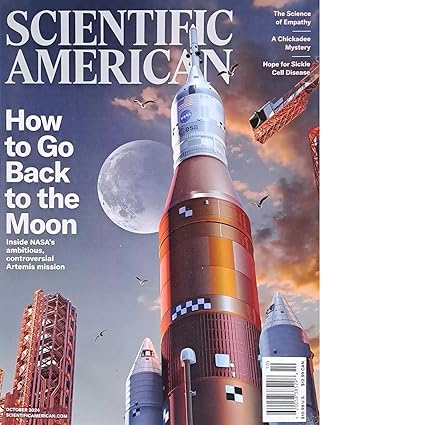 SCIENTIFIC
AMERICAN
The Science
of Empathy
A Chickadee
Mystery
Hope for Sickle
Cell Disease
How
to Go
Back
to the
Moon
Inside NASA's
ambitious,
controversial
Artemis mission
NASA
OCTOBER 2024
SCIENTIFICAMERICAN.COM